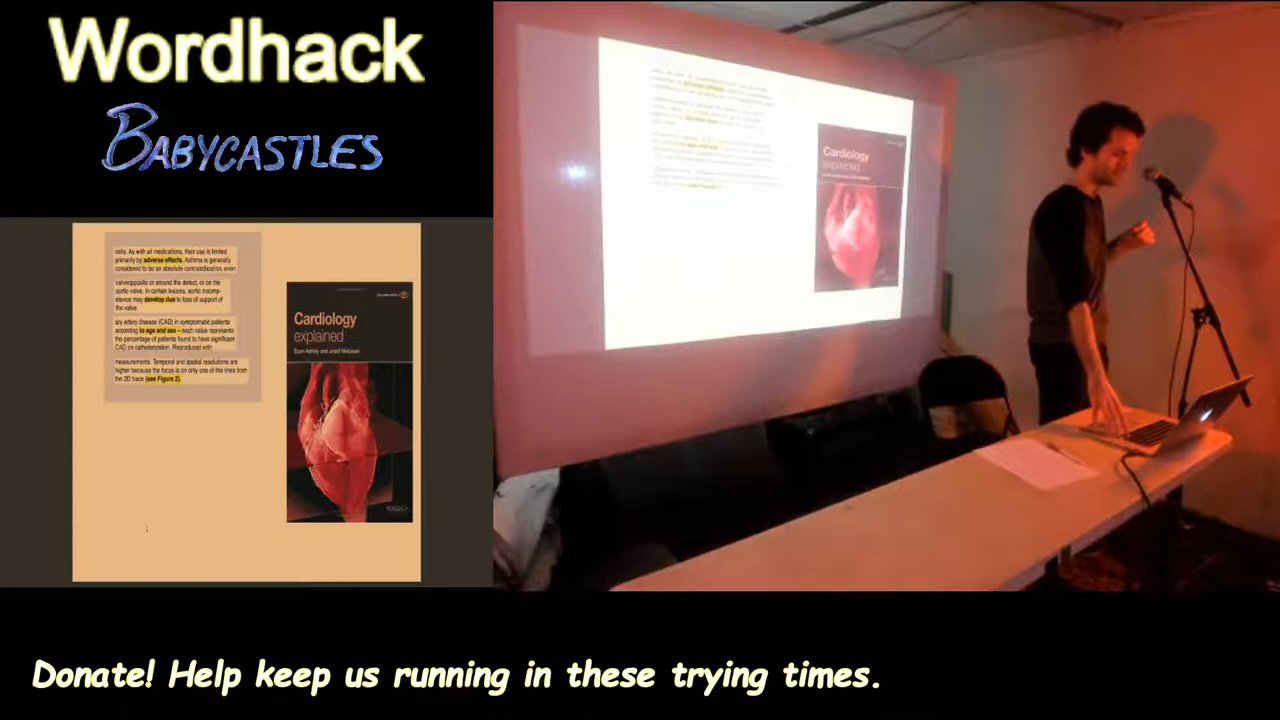 Wordhack
BABYCASTLES
cells. As with all medications, their use is limited
primarily by adverse effects. Asthma is generally
considered to be an absolute contraindication, even
valveopposite or around the defect, or on the
aortic valve. In certain lesions, aortic incomp-
etence may develop due to loss of support of
the valve.
ary artery disease (CAD) in symptomatic patients
according to age and sex – each value represents
the percentage of patients found to have significant
CAD on catheterization. Reproduced with
measurements. Temporal and spatial resolutions are
higher because the focus is on only one of the lines from
the 2D trace (see Figure 2).
Cardiology
explained
Euan Ashley and Josef Niebauer
Cardiology
explained
Donate! Help keep us running in these trying times.